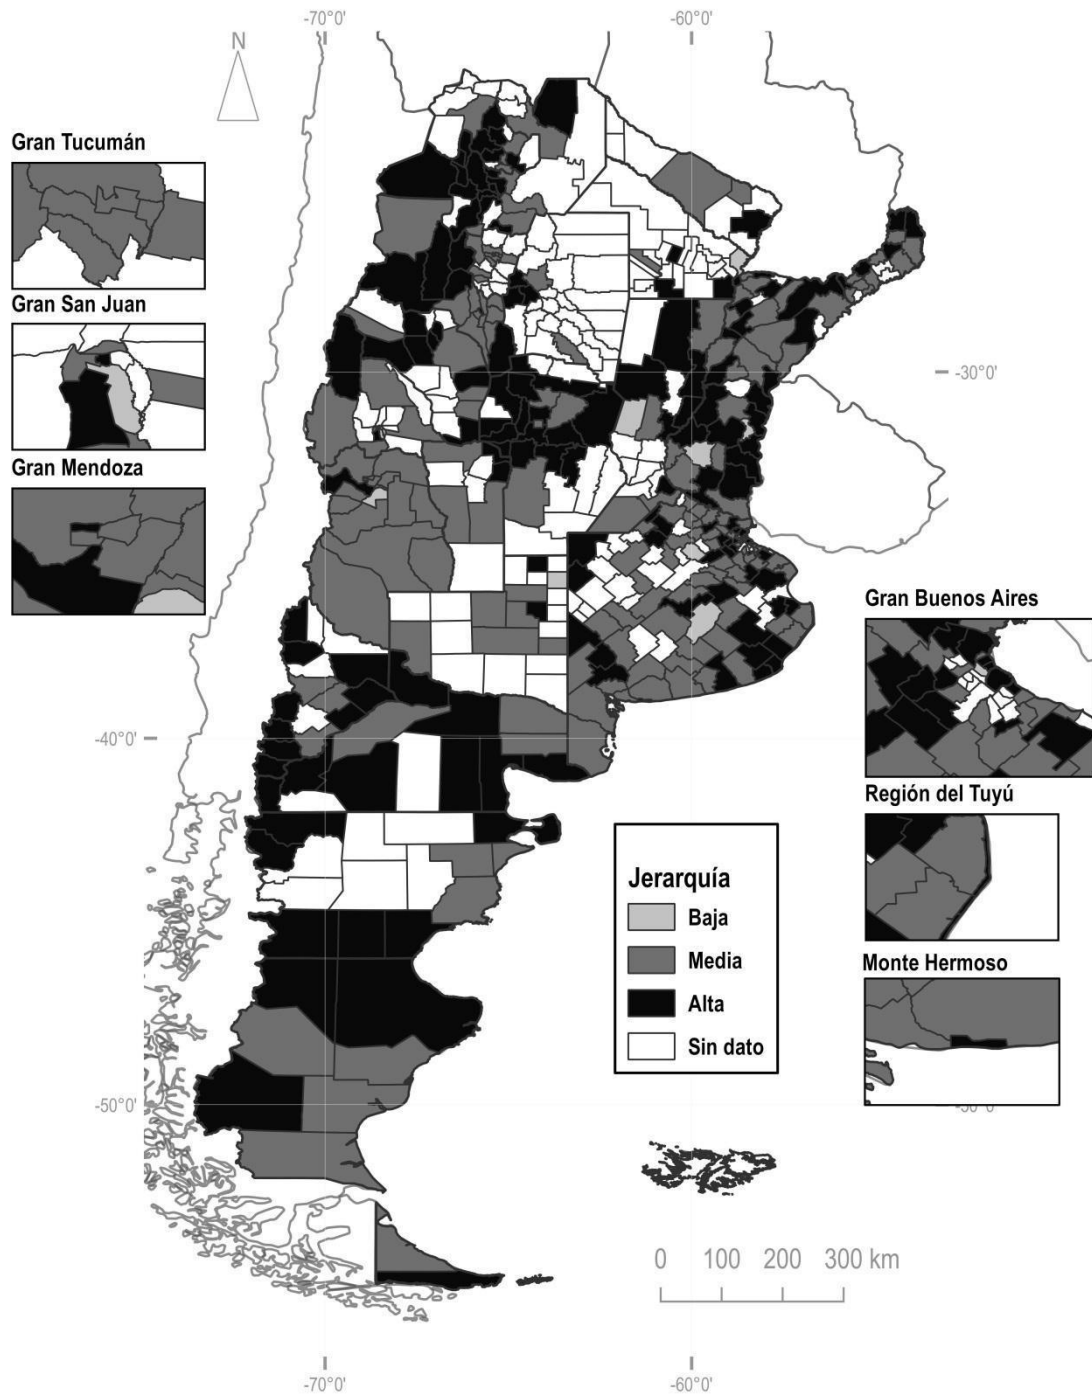 -70°0'
-60°0'
N
Gran Tucumán
Gran San Juan
-30°0'
Gran Mendoza
Gran Buenos Aires
-40°0'
Región del Tuyú
Jerarquía
Baja
Media
Alta
Sin dato
Monte Hermoso
-50°0'
-50°0'
0 100 200 300 km
-70°0'
-60°0'